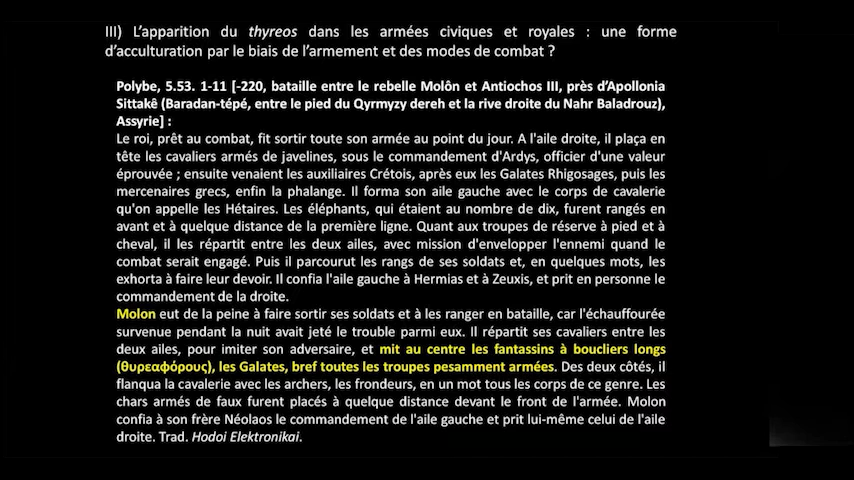 III) L’apparition du thyreos dans les armées civiques et royales : une forme
d’acculturation par le biais de l’armement et des modes de combat ?
Polybe, 5.53. 1-11 [-220, bataille entre le rebelle Molôn et Antiochos III, près d’Apollonia
Sittakê (Baradan-tépé, entre le pied du Qyrmyzy dereh et la rive droite du Nahr Baladrouz),
Assyrie] :
Le roi, prêt au combat, fit sortir toute son armée au point du jour. A l'aile droite, il plaça en
tête les cavaliers armés de javelines, sous le commandement d'Ardys, officier d'une valeur
éprouvée ; ensuite venaient les auxiliaires Crétois, après eux les Galates Rhigosages, puis les
mercenaires grecs, enfin la phalange. Il forma son aile gauche avec le corps de cavalerie
qu'on appelle les Hétaires. Les éléphants, qui étaient au nombre de dix, furent rangés en
avant et à quelque distance de la première ligne. Quant aux troupes de réserve à pied et à
cheval, il les répartit entre les deux ailes, avec mission d'envelopper l'ennemi quand le
combat serait engagé. Puis il parcourut les rangs de ses soldats et, en quelques mots, les
exhorta à faire leur devoir. Il confia l'aile gauche à Hermias et à Zeuxis, et prit en personne le
commandement de la droite.
Molon eut de la peine à faire sortir ses soldats et à les ranger en bataille, car l'échauffourée
survenue pendant la nuit avait jeté le trouble parmi eux. Il répartit ses cavaliers entre les
deux ailes, pour imiter son adversaire, et mit au centre les fantassins à boucliers longs
(θυρεαφόρους), les Galates, bref toutes les troupes pesamment armées. Des deux côtés, il
flanqua la cavalerie avec les archers, les frondeurs, en un mot tous les corps de ce genre. Les
chars armés de faux furent placés à quelque distance devant le front de l'armée. Molon
confia à son frère Néolaos le commandement de l'aile gauche et prit lui-même celui de l'aile
droite. Trad. Hodoi Elektronikai.